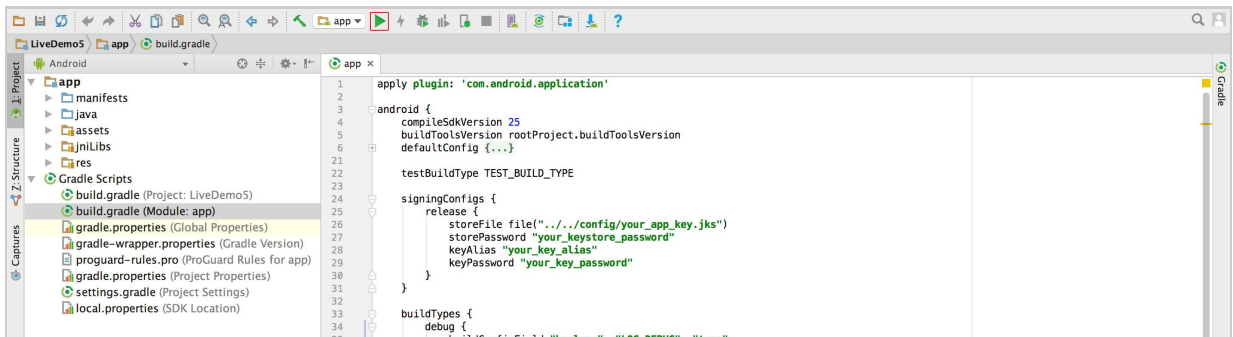 app
LiveDemo5 app build.gradle
1: Project
Z: Structure
Captures
Android
app
manifests
java
assets
jniLibs
res
Gradle Scripts
build.gradle (Project: LiveDemo5)
build.gradle (Module: app)
gradle.properties (Global Properties)
gradle-wrapper.properties (Gradle Version)
proguard-rules.pro (ProGuard Rules for app)
gradle.properties (Project Properties)
settings.gradle (Project Settings)
local.properties (SDK Location)
app ×
1 apply plugin: 'com.android.application'
2
3 android {
4 compileSdkVersion 25
5 buildToolsVersion rootProject.buildToolsVersion
6 defaultConfig {...}
21
22 testBuildType TEST_BUILD_TYPE
23
24 signingConfigs {
25 release {
26 storeFile file("../../config/your_app_key.jks")
27 storePassword "your_keystore_password"
28 keyAlias "your_key_alias"
29 keyPassword "your_key_password"
30 }
31 }
32
33 buildTypes {
34 debug {
Gradle